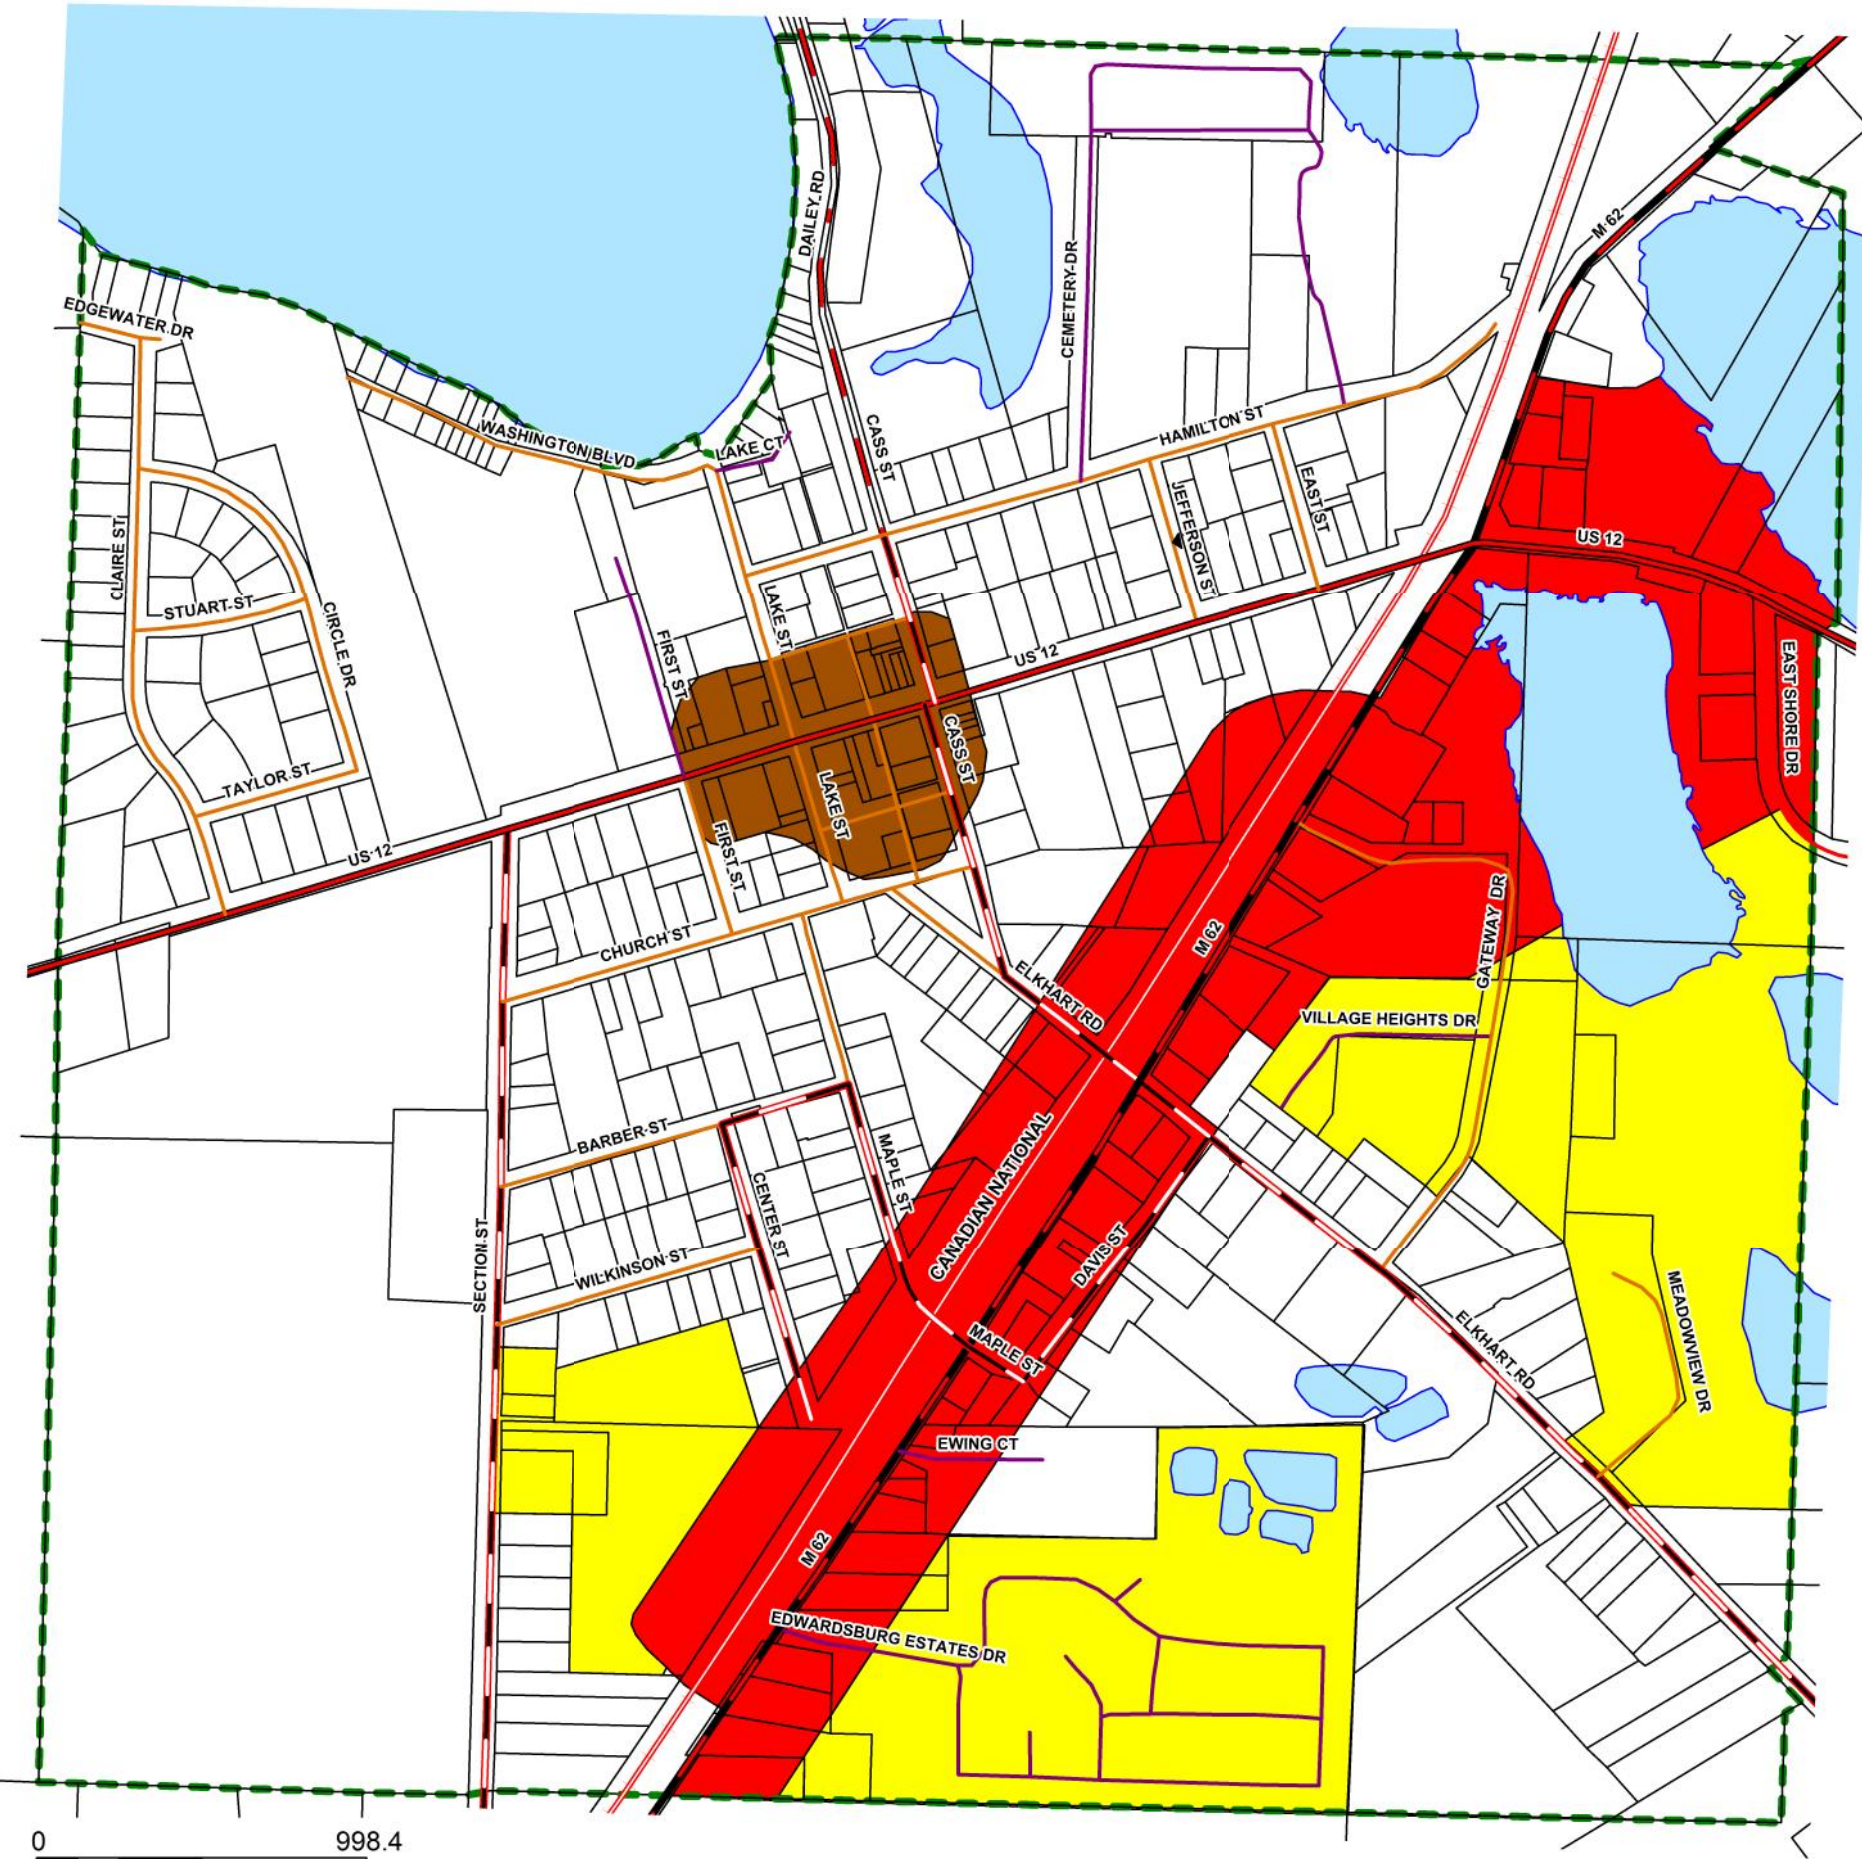 DAILEY RD
M 62
CEMETERY DR
EDGEWATER DR
CASS ST
HAMILTON ST
WASHINGTON BLVD
LAKE CT
EAST ST
JEFFERSON ST
US 12
CLAIRE ST
STUART ST
CIRCLE DR
LAKE ST
FIRST ST
US 12
EAST SHORE DR
CASS ST
TAYLOR ST
LAKE ST
FIRST ST
US 12
GATEWAY DR
CHURCH ST
M 62
ELKHART RD
VILLAGE HEIGHTS DR
BARBER ST
MAPLE ST
CANADIAN NATIONAL
CENTER ST
DAVIS ST
SECTION ST
WILKINSON ST
MEADOWVIEW DR
MAPLE ST
ELKHART RD
EWING CT
M 62
EDWARDSBURG ESTATES DR
0 998.4